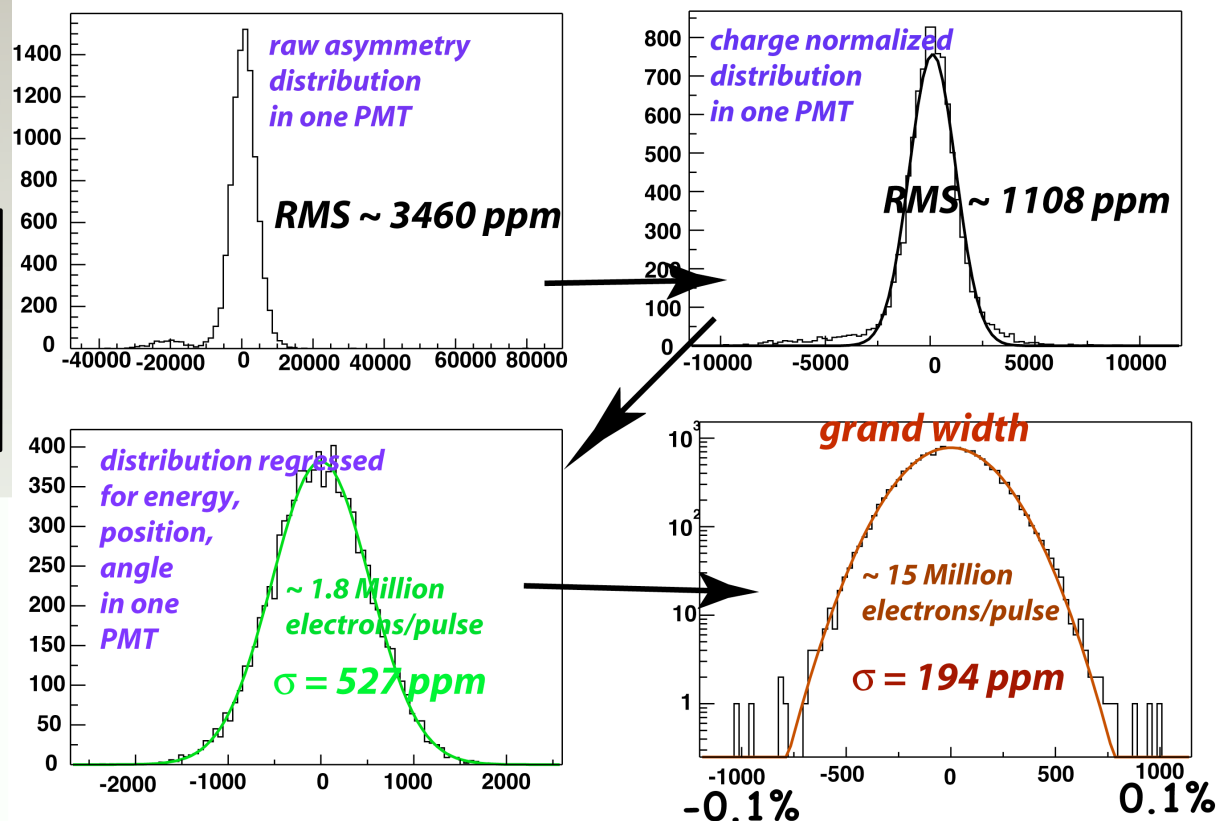 raw asymmetry
distribution
in one PMT
RMS ~ 3460 ppm
1400
1200
1000
800
600
400
200
0
-40000 -20000 0 20000 40000 60000 80000
charge normalized
distribution
in one PMT
RMS ~ 1108 ppm
800
700
600
500
400
300
200
100
0
-10000 -5000 0 5000 10000
distribution regressed
for energy,
position,
angle
in one
PMT
~ 1.8 Million
electrons/pulse
σ = 527 ppm
400
350
300
250
200
150
100
50
0
-2000 -1000 0 1000 2000
grand width
~ 15 Million
electrons/pulse
σ = 194 ppm
10³
10²
10
1
-1000 -500 0 500 1000
-0.1% 0.1%